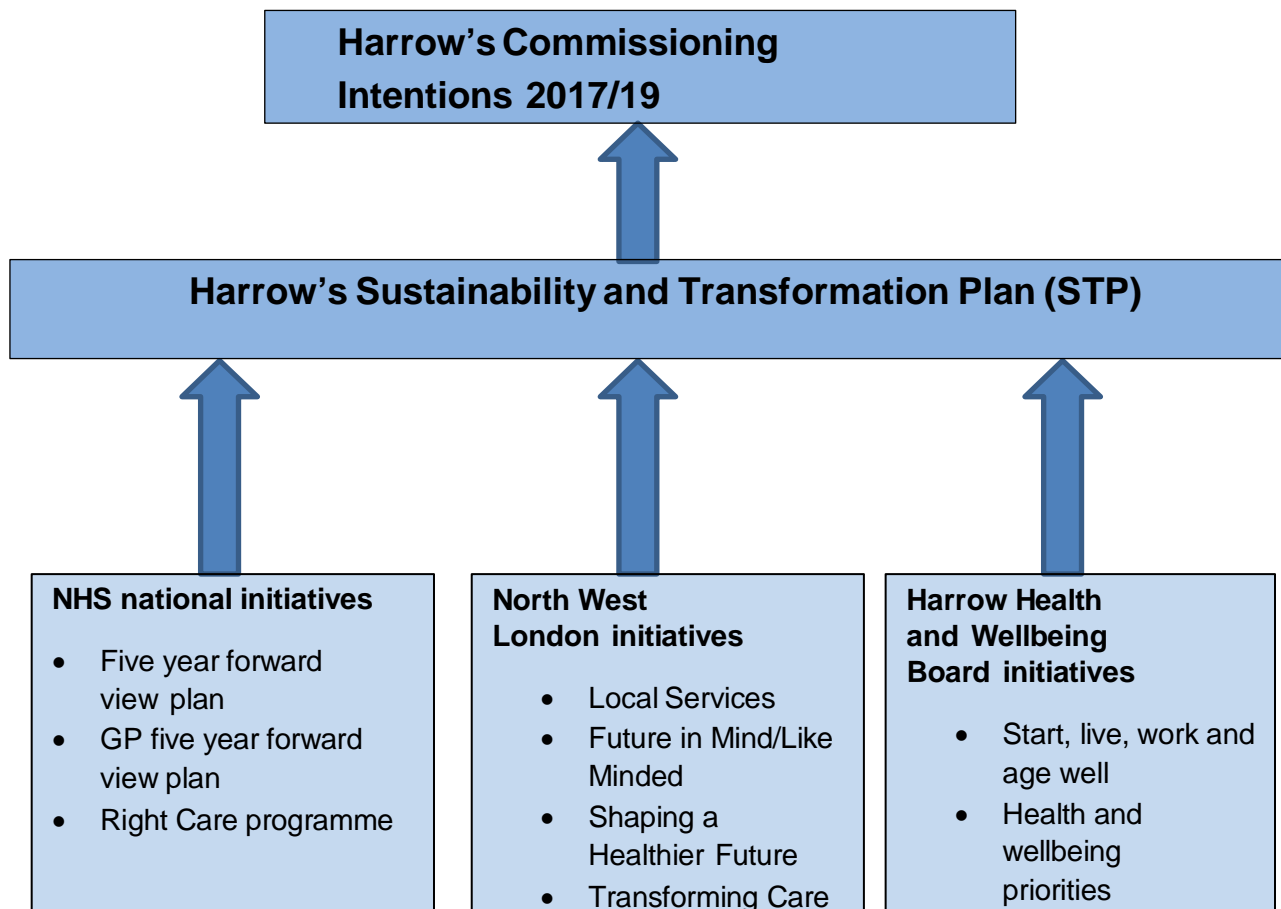 Harrow's Commissioning
Intentions 2017/19
Harrow's Sustainability and Transformation Plan (STP)
NHS national initiatives
• Five year forward
view plan
• GP five year forward
view plan
• Right Care programme
North West
London initiatives
• Local Services
• Future in Mind/Like
Minded
• Shaping a
Healthier Future
• Transforming Care
Harrow Health
and Wellbeing
Board initiatives
• Start, live, work and
age well
• Health and
wellbeing
priorities